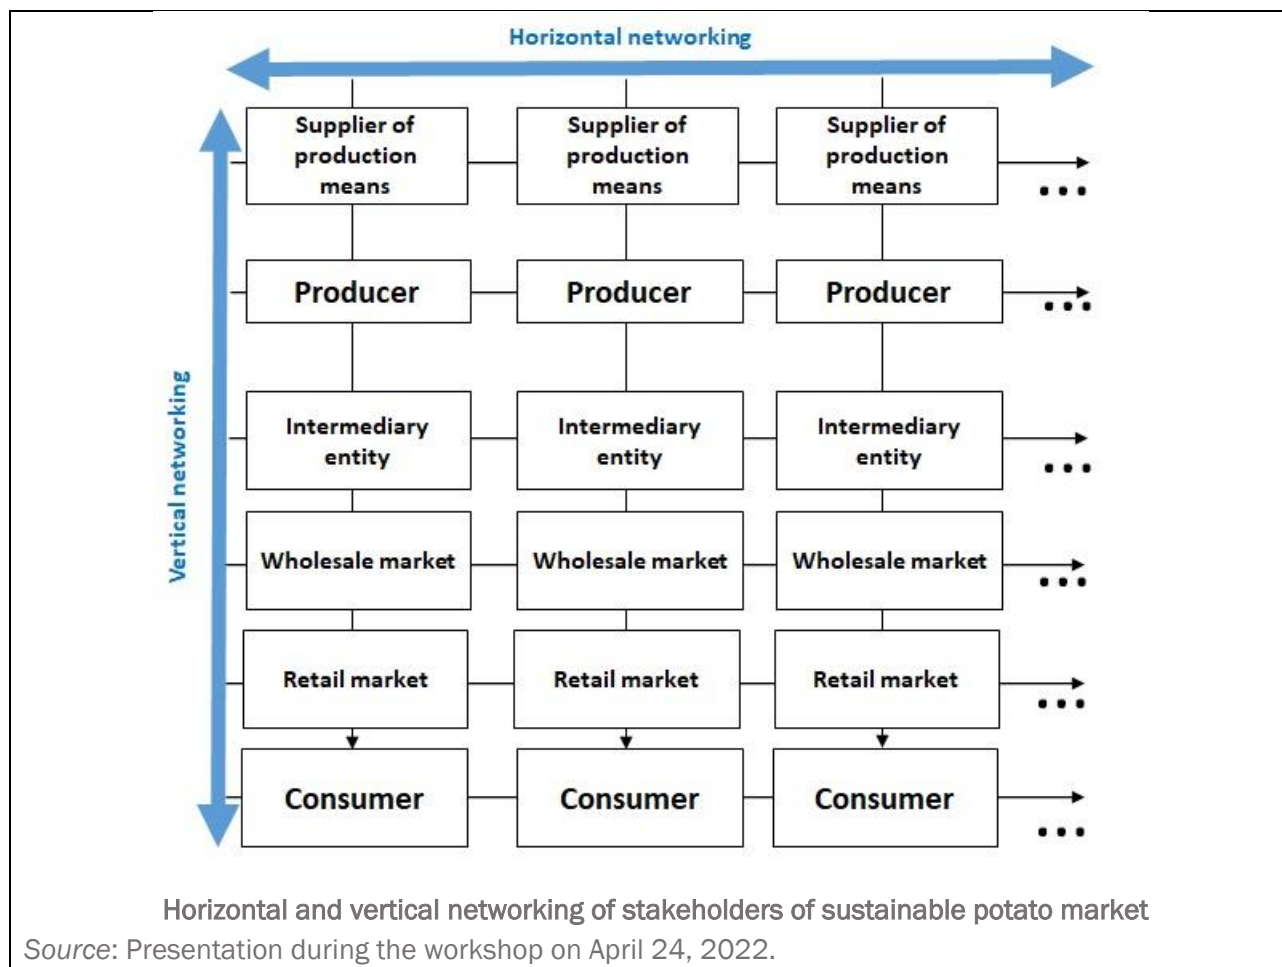 Horizontal networking
Vertical networking
Supplier of
production
means
Supplier of
production
means
Supplier of
production
means
...
Producer
Producer
Producer
...
Intermediary
entity
Intermediary
entity
Intermediary
entity
...
Wholesale market
Wholesale market
Wholesale market
...
Retail market
Retail market
Retail market
...
Consumer
Consumer
Consumer
...
Horizontal and vertical networking of stakeholders of sustainable potato market
Source: Presentation during the workshop on April 24, 2022.